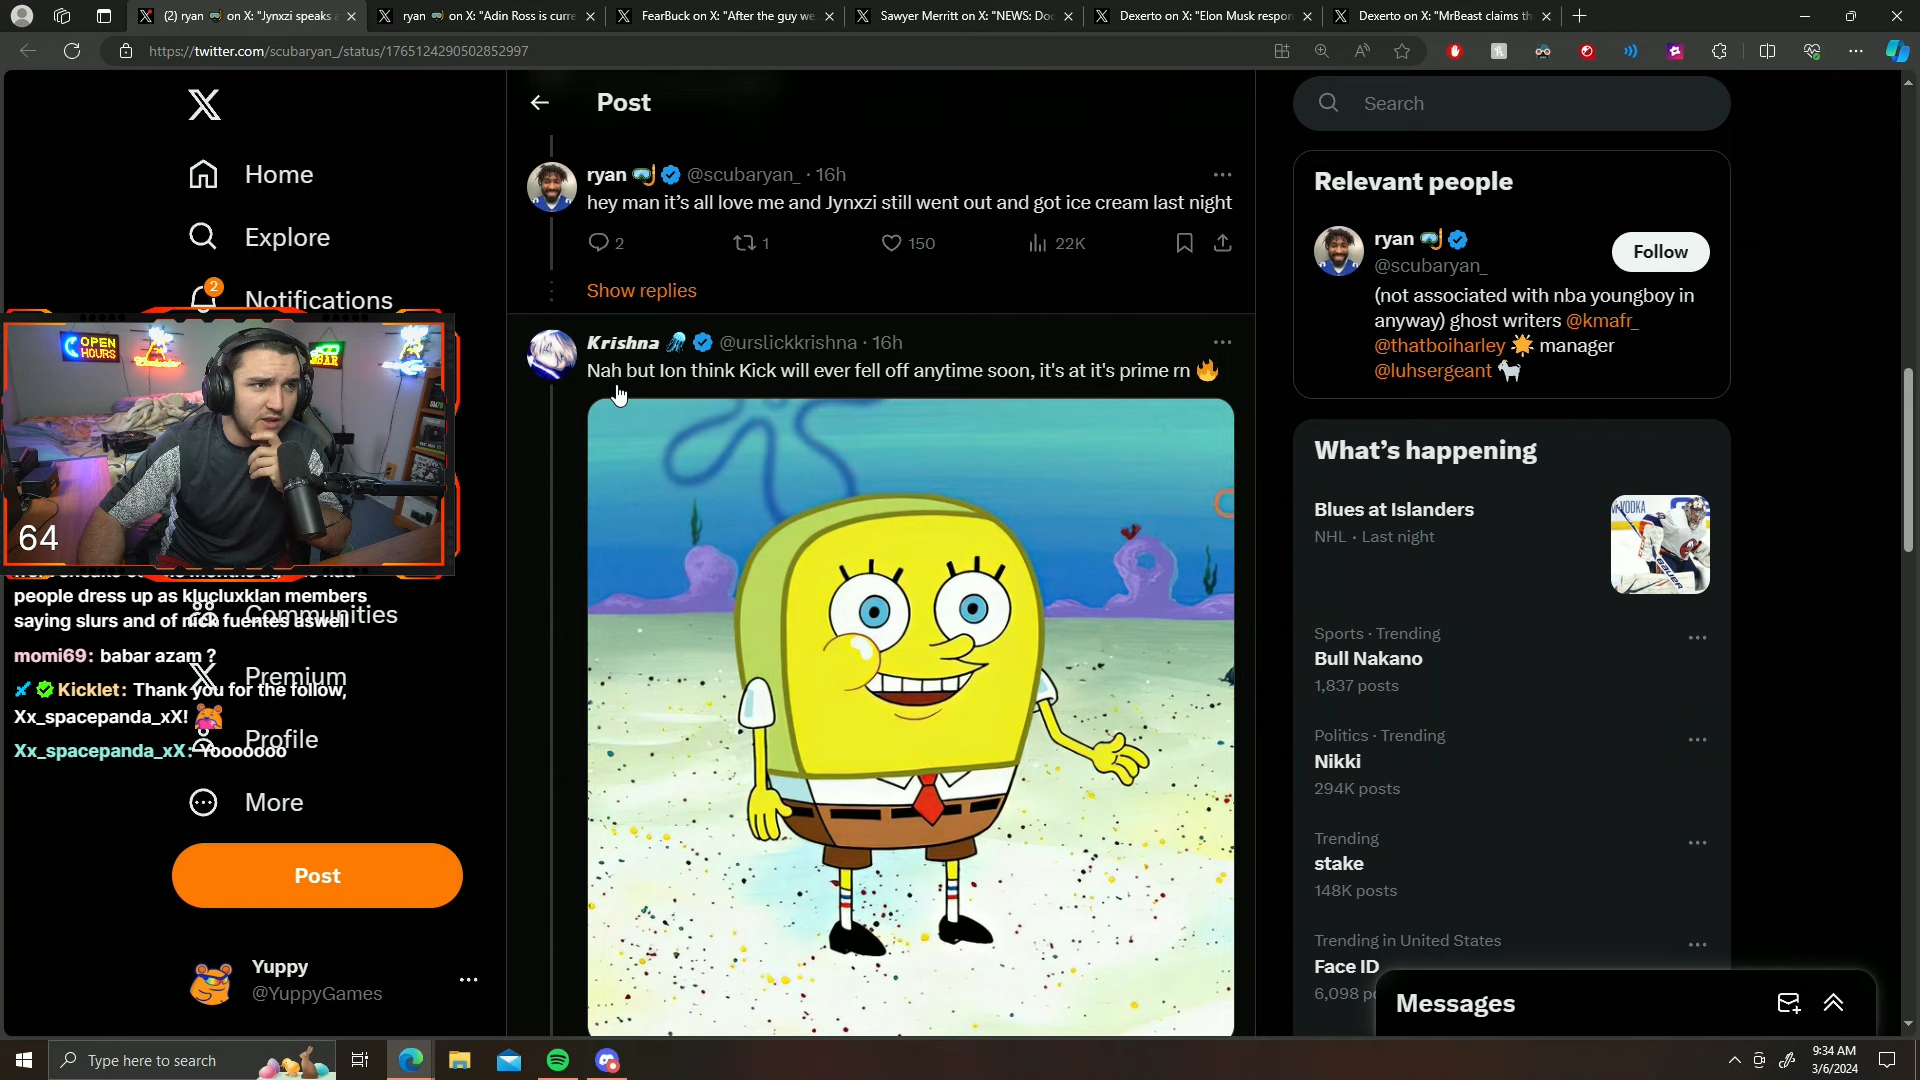 (2) ryan on X: "Jynxzi speaks
ryan on X: "Adin Ross is curre
FearBuck on X: "After the guy we
Sawyer Merritt on X: "NEWS: Do
Dexerto on X: "Elon Musk respon
Dexerto on X: "MrBeast claims th
https://twitter.com/scubaryan_/status/1765124290502852997
Post
Search
Home
Explore
2
Notifications
Communities
Premium
Profile
More
Post
Yuppy
@YuppyGames
OPEN
HOURS
BAR
64
people dress up as klucluxklan members
saying slurs and of nick fuentes aswell
momi69: babar azam ?
Kicklet: Thank you for the follow,
Xx_spacepanda_xX!
Xx_spacepanda_xX: Yooooooo
ryan @scubaryan_ · 16h
hey man it's all love me and Jynxzi still went out and got ice cream last night
2 1 150 22K
Show replies
Krishna @urslickkrishna · 16h
Nah but Ion think Kick will ever fell off anytime soon, it's at it's prime rn 🔥
Relevant people
ryan
@scubaryan_
Follow
(not associated with nba youngboy in
anyway) ghost writers @kmafr_
@thatboiharley 🌟 manager
@luhsergeant 🐐
What's happening
Blues at Islanders
NHL · Last night
VODKA
Sports · Trending
Bull Nakano
1,837 posts
Politics · Trending
Nikki
294K posts
Trending
stake
148K posts
Trending in United States
Face ID
6,098 p
Messages
Type here to search
9:34 AM
3/6/2024